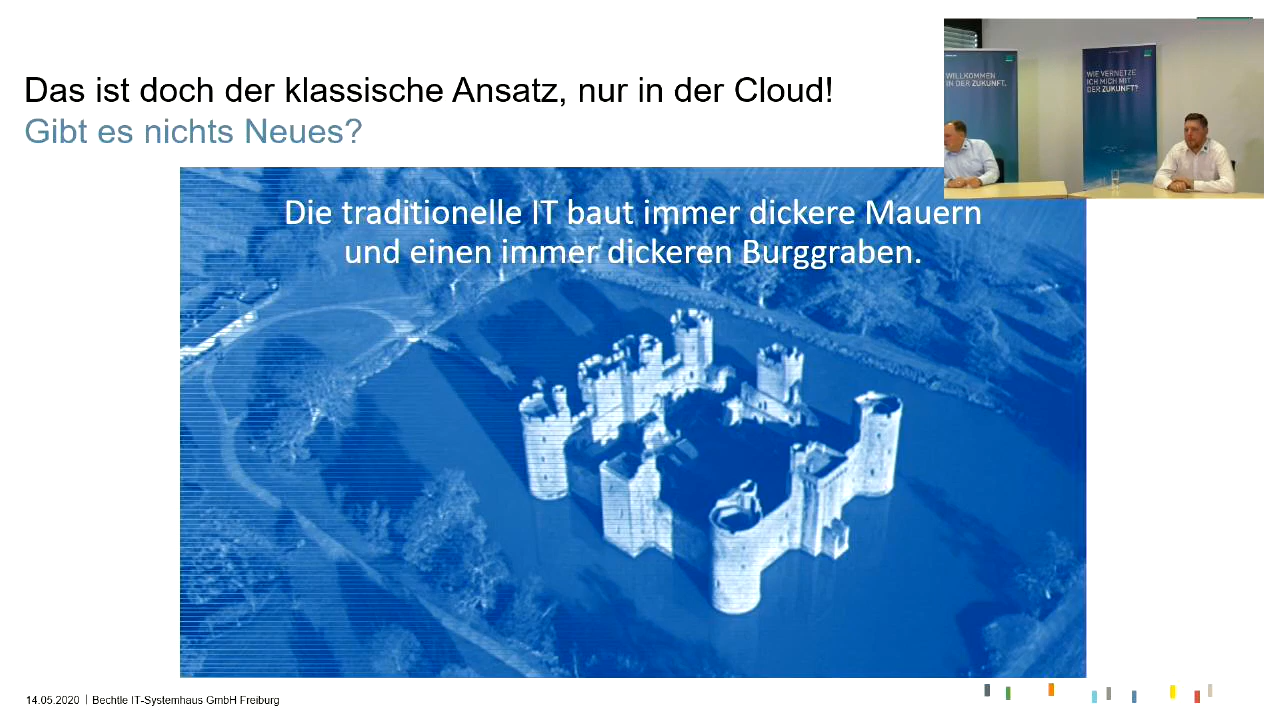 Das ist doch der klassische Ansatz, nur in der Cloud!
Gibt es nichts Neues?
WILLKOMMEN
IN DER ZUKUNFT.
WIE VERNETZE
ICH MICH MIT
DER ZUKUNFT?
Die traditionelle IT baut immer dickere Mauern
und einen immer dickeren Burggraben.
14.05.2020 | Bechtle IT-Systemhaus GmbH Freiburg